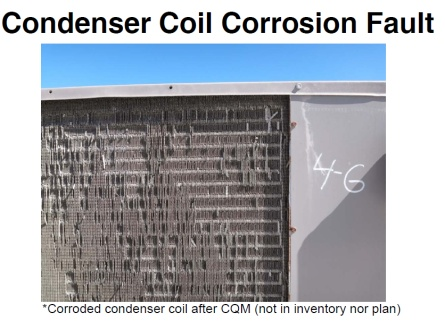 Condenser Coil Corrosion Fault
4-6
*Corroded condenser coil after CQM (not in inventory nor plan)